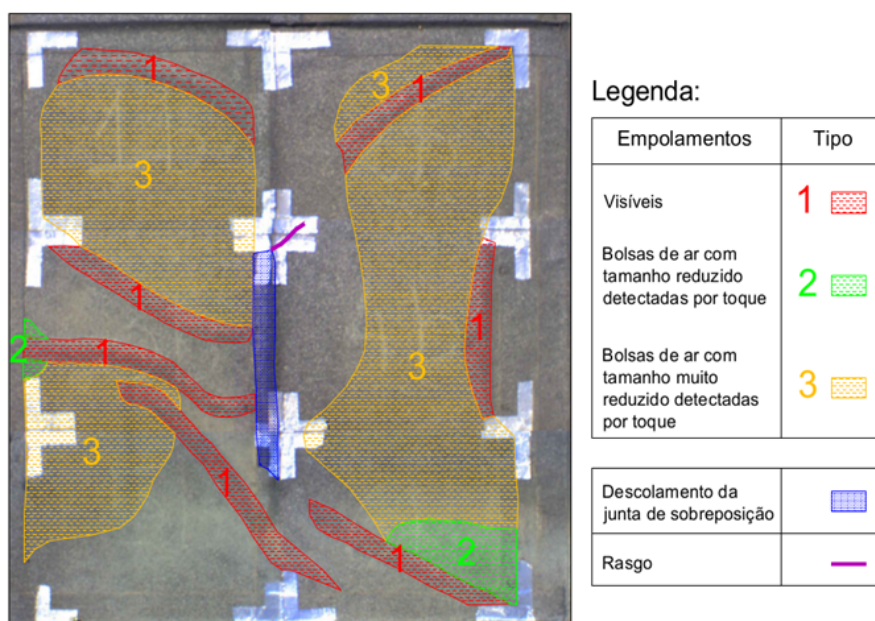 1
3
1
3
Legenda:
Empolamentos Tipo
Visíveis 1
Bolsas de ar com
tamanho reduzido
detectadas por toque
2
Bolsas de ar com
tamanho muito
reduzido detectadas
por toque
3
Descolamento da
junta de sobreposição
Rasgo
3
1
1
2
1
3
3
1
2
1